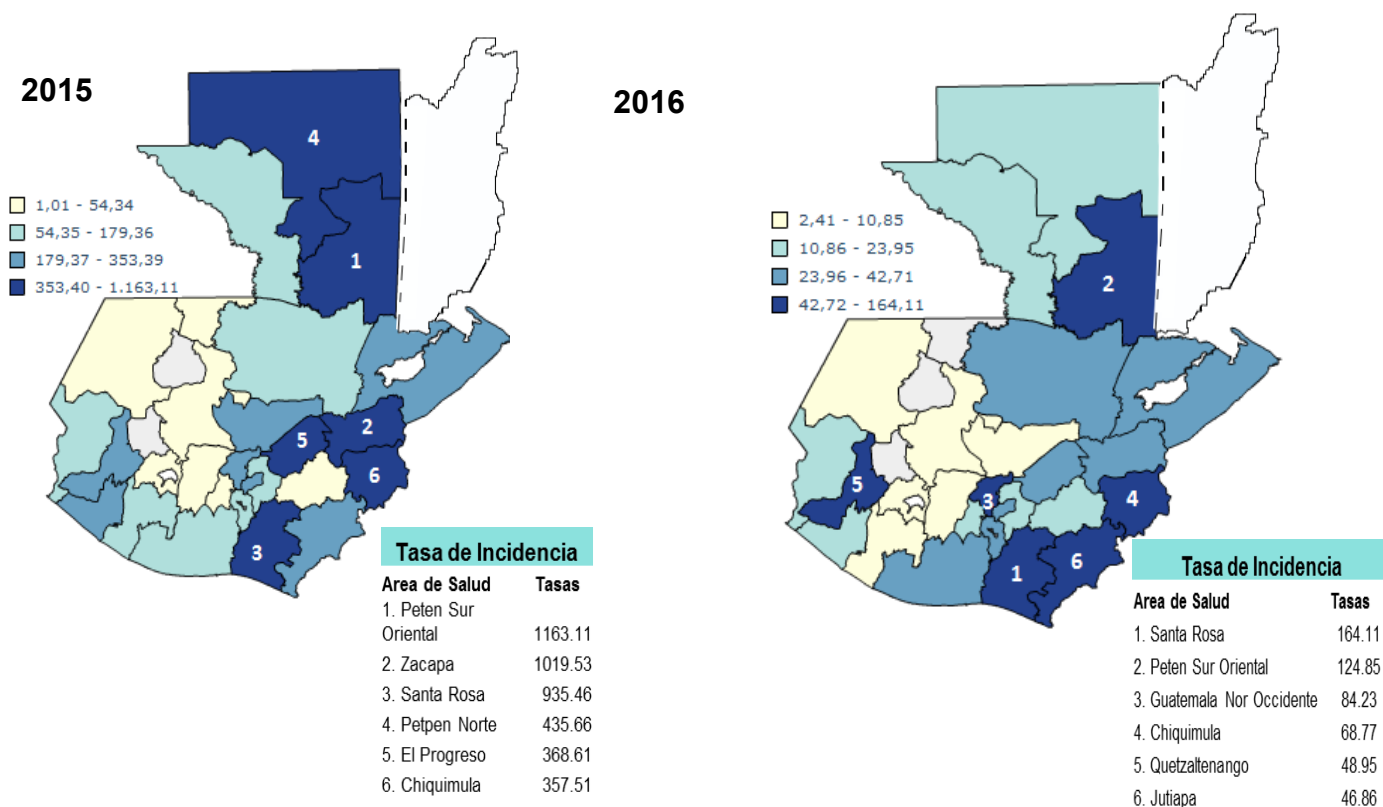 2015
4
1
1,01 - 54,34
54,35 - 179,36
179,37 - 353,39
353,40 - 1.163,11
2
5
6
3
Tasa de Incidencia
Area de Salud Tasas
1. Peten Sur
Oriental 1163.11
2. Zacapa 1019.53
3. Santa Rosa 935.46
4. Petpen Norte 435.66
5. El Progreso 368.61
6. Chiquimula 357.51
2016
2
2,41 - 10,85
10,86 - 23,95
23,96 - 42,71
42,72 - 164,11
5
3
4
6
1
Tasa de Incidencia
Area de Salud Tasas
1. Santa Rosa 164.11
2. Peten Sur Oriental 124.85
3. Guatemala Nor Occidente 84.23
4. Chiquimula 68.77
5. Quetzaltenango 48.95
6. Jutiapa 46.86